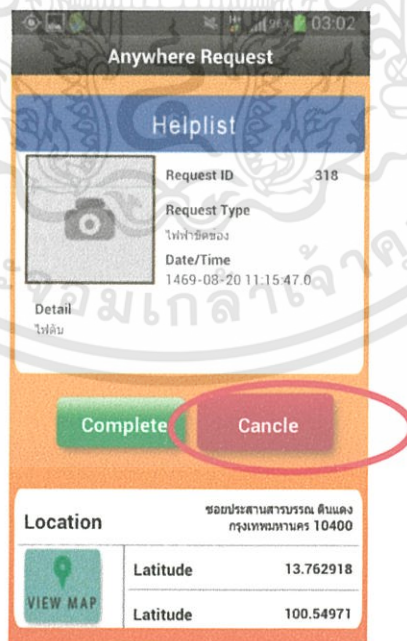 03:02
Anywhere Request
Helplist
Request ID 318
Request Type
ไฟฟ้าขัดของ
Date/Time
1469-08-20 11:15:47.0
Detail
ไฟดับ
Complete
Cancle
Location
ซอยประสานสารบรรณ ดินแดง
กรุงเทพมหานคร 10400
VIEW MAP
Latitude 13.762918
Latitude 100.54971